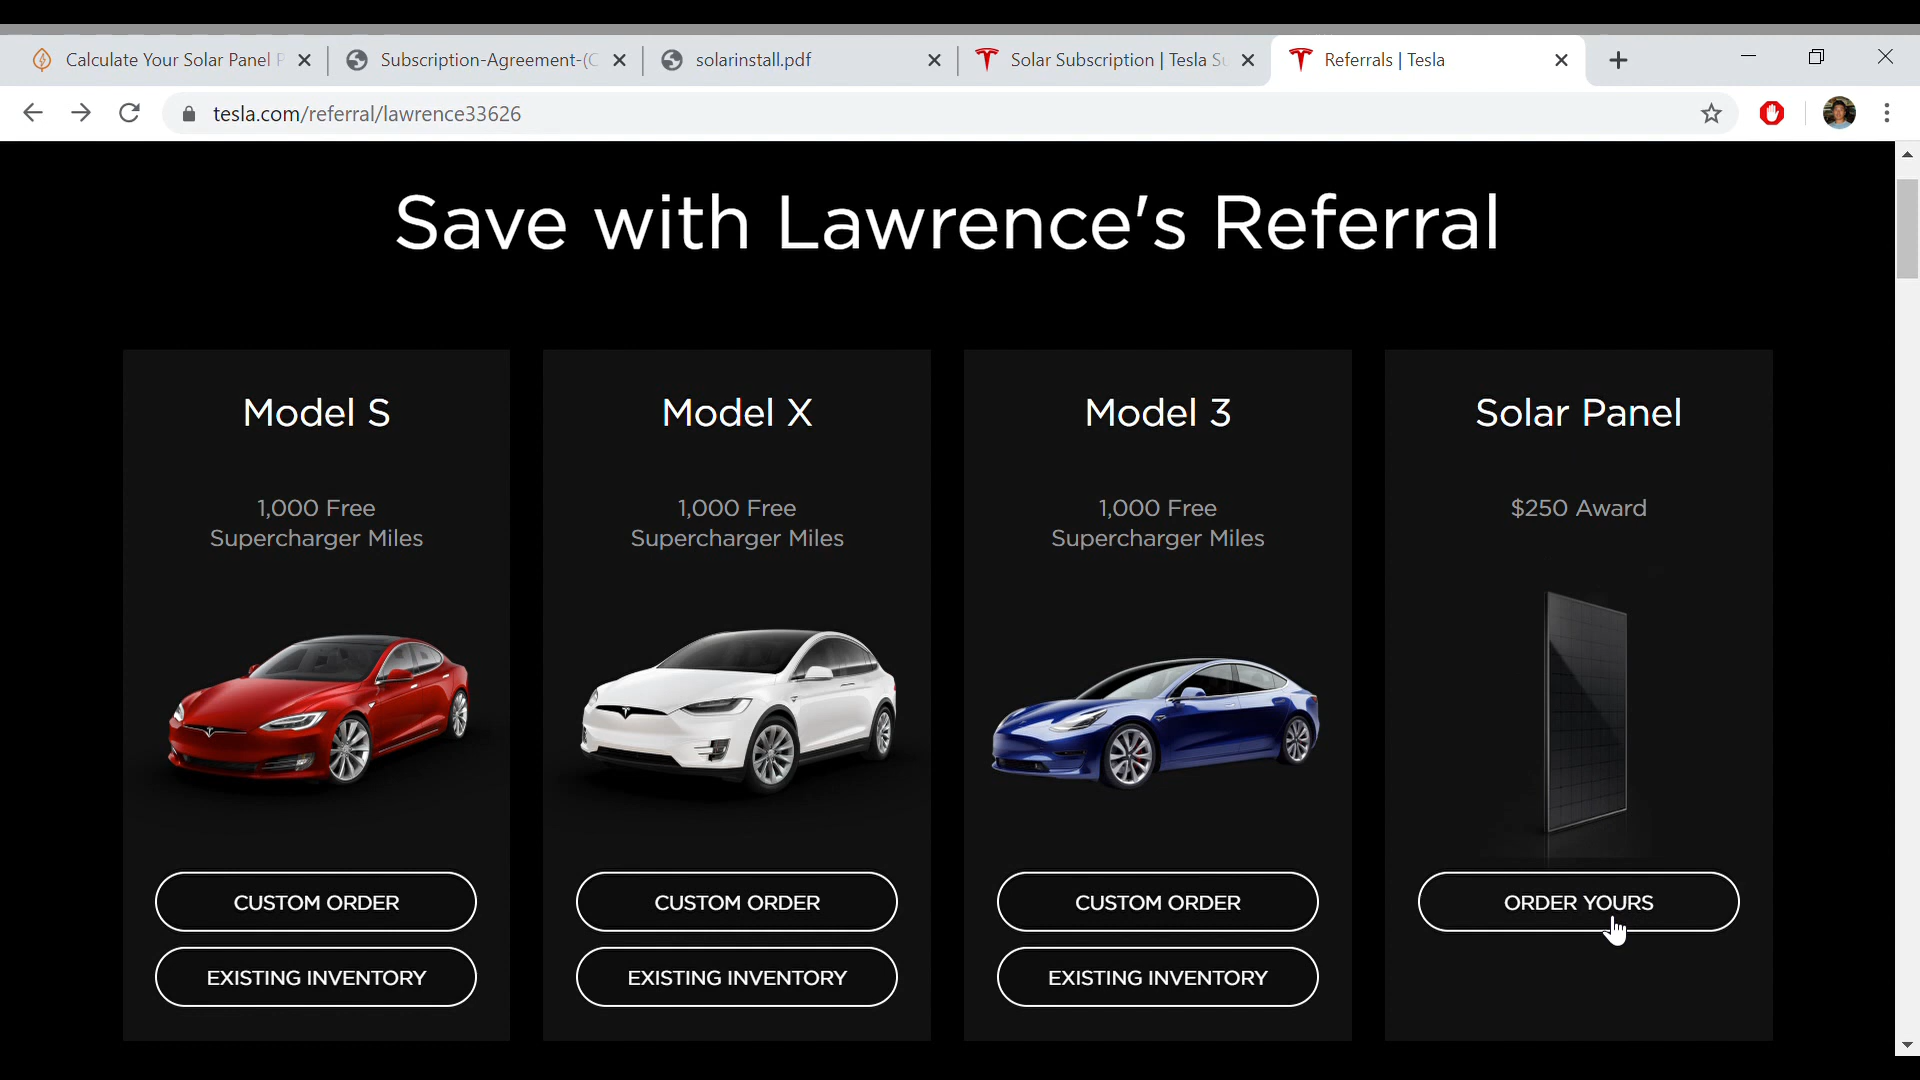 Calculate Your Solar Panel P
Subscription-Agreement-(C
solarinstall.pdf
Solar Subscription | Tesla Su
Referrals | Tesla
tesla.com/referral/lawrence33626
Save with Lawrence's Referral
Model S
1,000 Free
Supercharger Miles
CUSTOM ORDER
EXISTING INVENTORY
Model X
1,000 Free
Supercharger Miles
CUSTOM ORDER
EXISTING INVENTORY
Model 3
1,000 Free
Supercharger Miles
CUSTOM ORDER
EXISTING INVENTORY
Solar Panel
$250 Award
ORDER YOURS